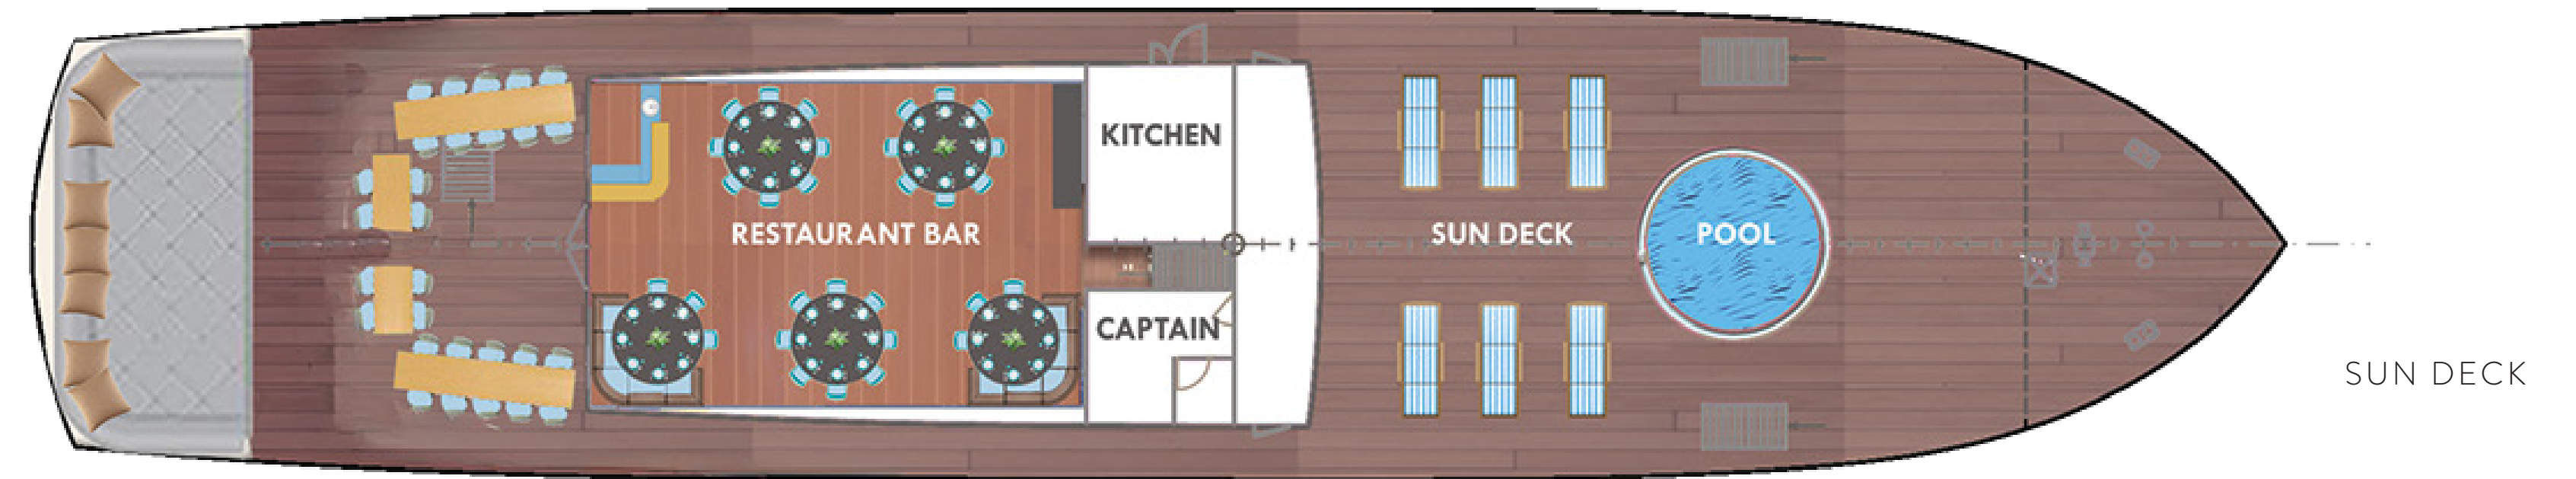 KITCHEN
RESTAURANT BAR
SUN DECK
POOL
CAPTAIN
SUN DECK